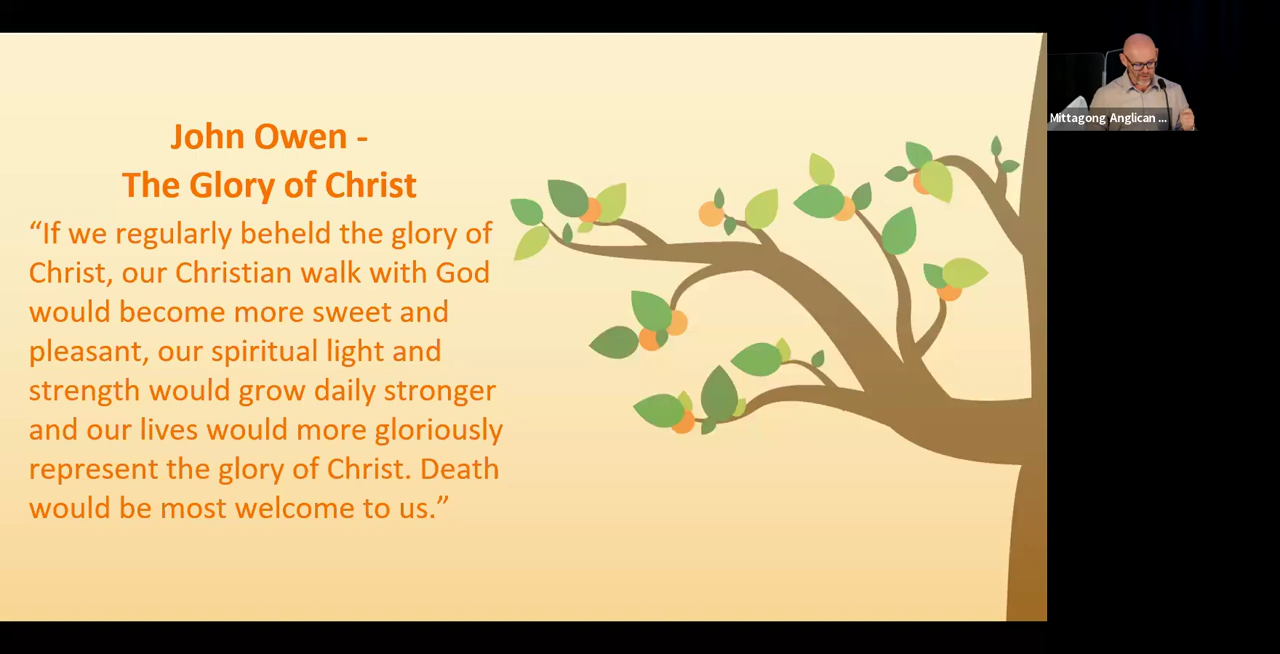 John Owen -
The Glory of Christ
“If we regularly beheld the glory of
Christ, our Christian walk with God
would become more sweet and
pleasant, our spiritual light and
strength would grow daily stronger
and our lives would more gloriously
represent the glory of Christ. Death
would be most welcome to us.”
Mittagong Anglican ...